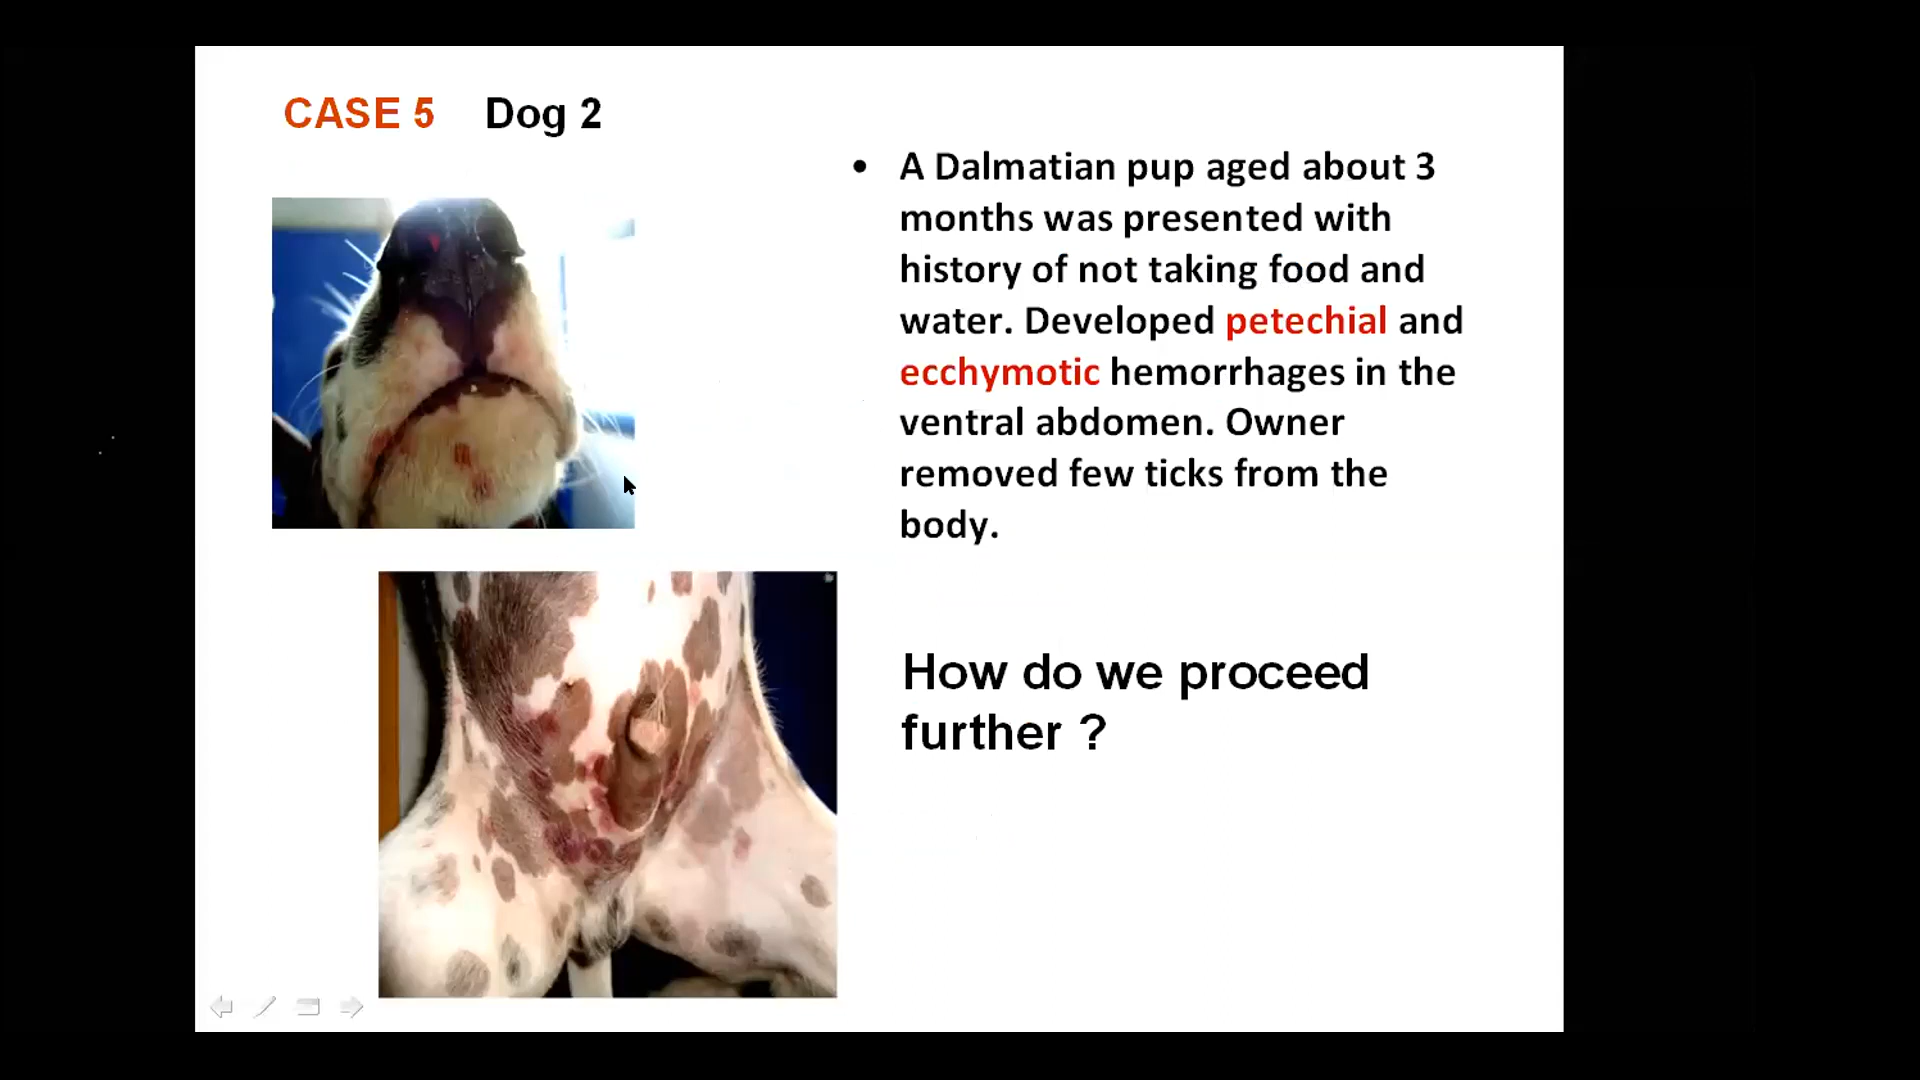 CASE 5 Dog 2
• A Dalmatian pup aged about 3
months was presented with
history of not taking food and
water. Developed petechial and
ecchymotic hemorrhages in the
ventral abdomen. Owner
removed few ticks from the
body.
How do we proceed
further ?